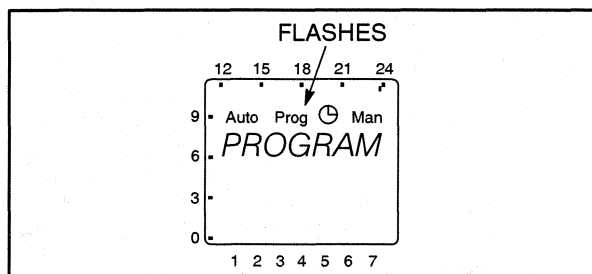 FLASHES
12 15 18 21 24
Auto Prog Man
9
PROGRAM
6
3
0
1 2 3 4 5 6 7